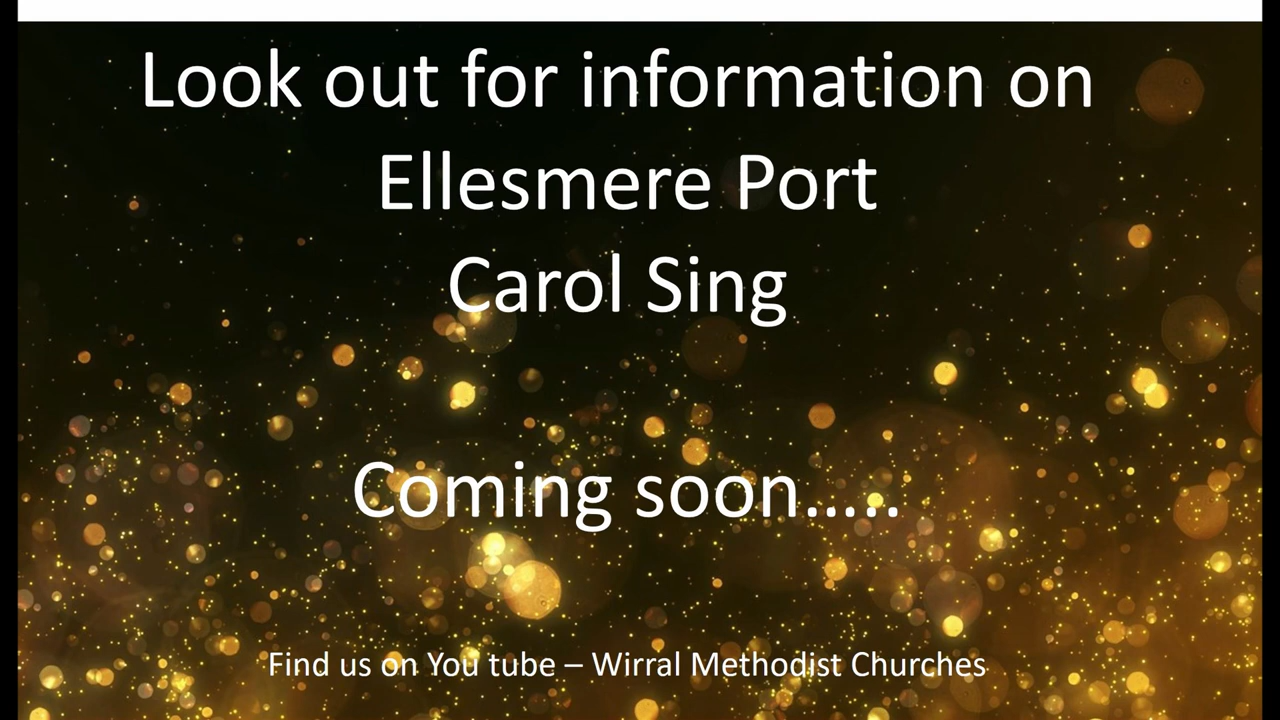 Look out for information on
Ellesmere Port
Carol Sing
Coming soon.....
Find us on You tube – Wirral Methodist Churches